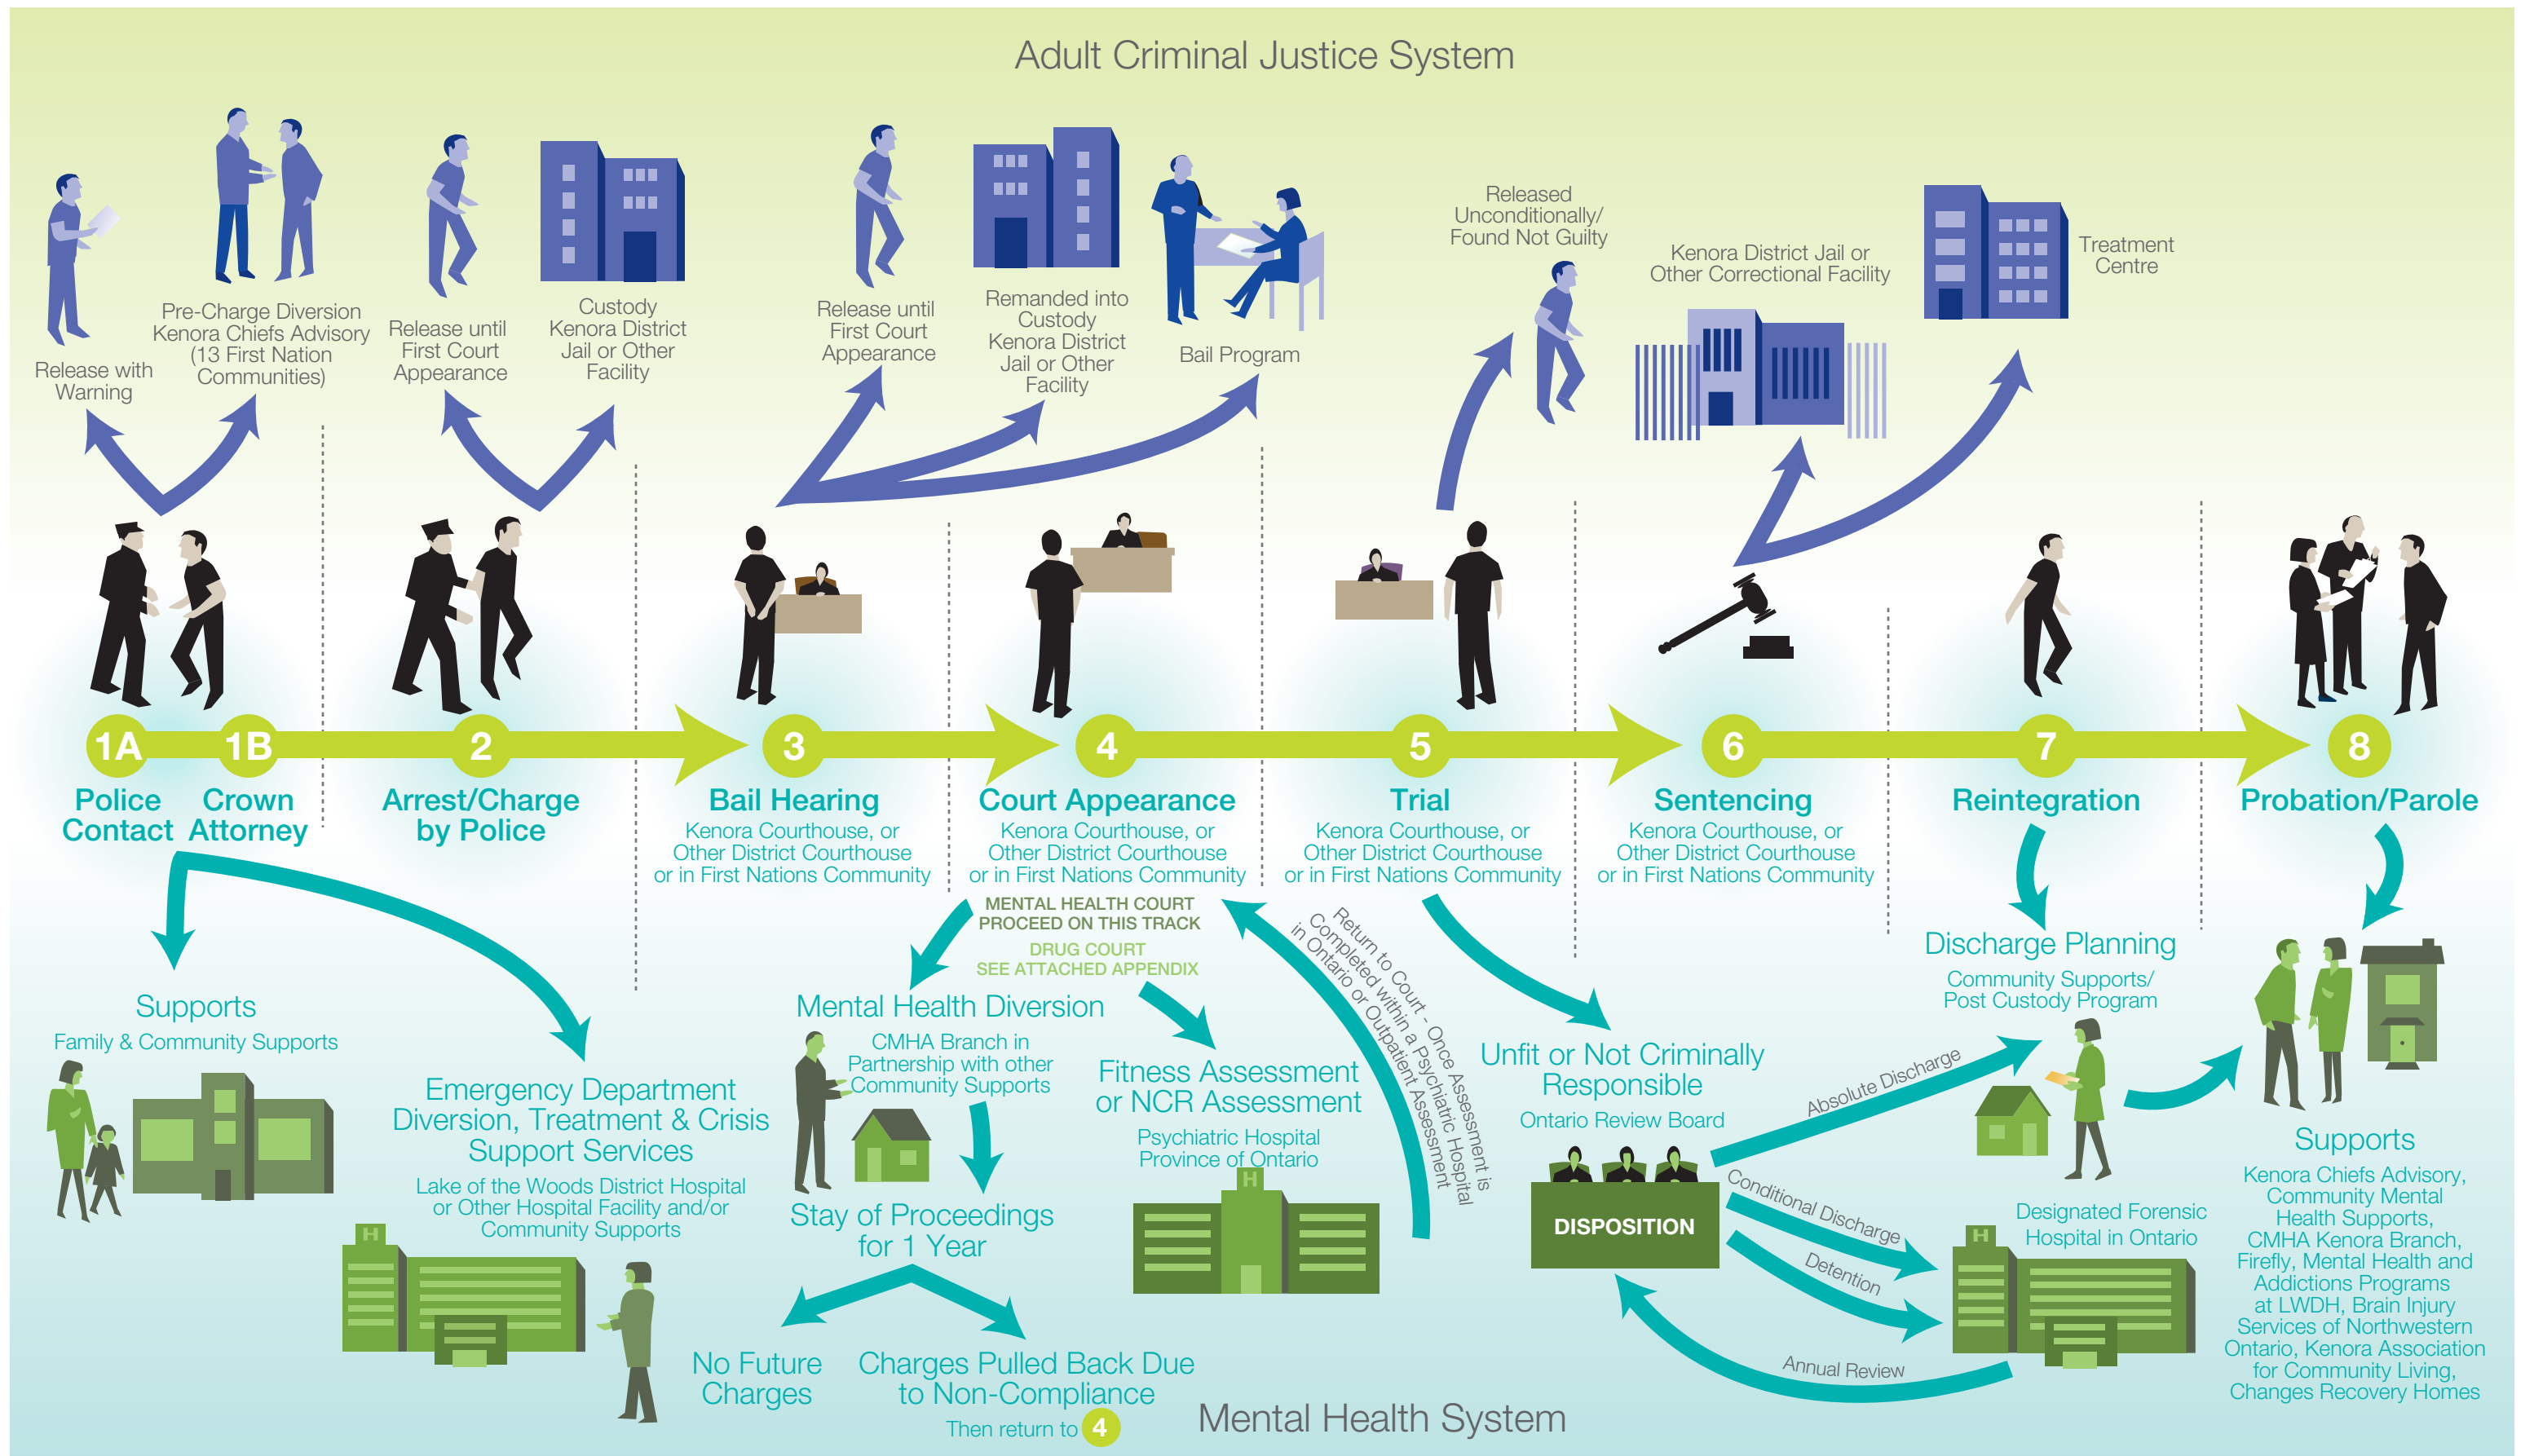 Adult Criminal Justice System
Release with
Warning
Pre-Charge Diversion
Kenora Chiefs Advisory
(13 First Nation
Communities)
Release until
First Court
Appearance
Custody
Kenora District
Jail or Other
Facility
Release until
First Court
Appearance
Remanded into
Custody
Kenora District
Jail or Other
Facility
Bail Program
Released
Unconditionally/
Found Not Guilty
Kenora District Jail or
Other Correctional Facility
Treatment
Centre
1A
1B
2
3
4
5
6
7
8
Police
Contact
Crown
Attorney
Arrest/Charge
by Police
Bail Hearing
Kenora Courthouse, or
Other District Courthouse
or in First Nations Community
Court Appearance
Kenora Courthouse, or
Other District Courthouse
or in First Nations Community
MENTAL HEALTH COURT
PROCEED ON THIS TRACK
DRUG COURT
SEE ATTACHED APPENDIX
Trial
Kenora Courthouse, or
Other District Courthouse
or in First Nations Community
Sentencing
Kenora Courthouse, or
Other District Courthouse
or in First Nations Community
Reintegration
Probation/Parole
Supports
Family & Community Supports
Emergency Department
Diversion, Treatment & Crisis
Support Services
Lake of the Woods District Hospital
or Other Hospital Facility and/or
Community Supports
H
Mental Health Diversion
CMHA Branch in
Partnership with other
Community Supports
Stay of Proceedings
for 1 Year
No Future
Charges
Charges Pulled Back Due
to Non-Compliance
Then return to 4
Fitness Assessment
or NCR Assessment
Psychiatric Hospital
Province of Ontario
H
Return to Court - Once Assessment is
Completed within a Psychiatric Hospital
in Ontario or Outpatient Assessment
Unfit or Not Criminally
Responsible
Ontario Review Board
DISPOSITION
Absolute Discharge
Conditional Discharge
Detention
Annual Review
Discharge Planning
Community Supports/
Post Custody Program
Designated Forensic
Hospital in Ontario
H
Supports
Kenora Chiefs Advisory,
Community Mental
Health Supports,
CMHA Kenora Branch,
Firefly, Mental Health and
Addictions Programs
at LWDH, Brain Injury
Services of Northwestern
Ontario, Kenora Association
for Community Living,
Changes Recovery Homes
Mental Health System